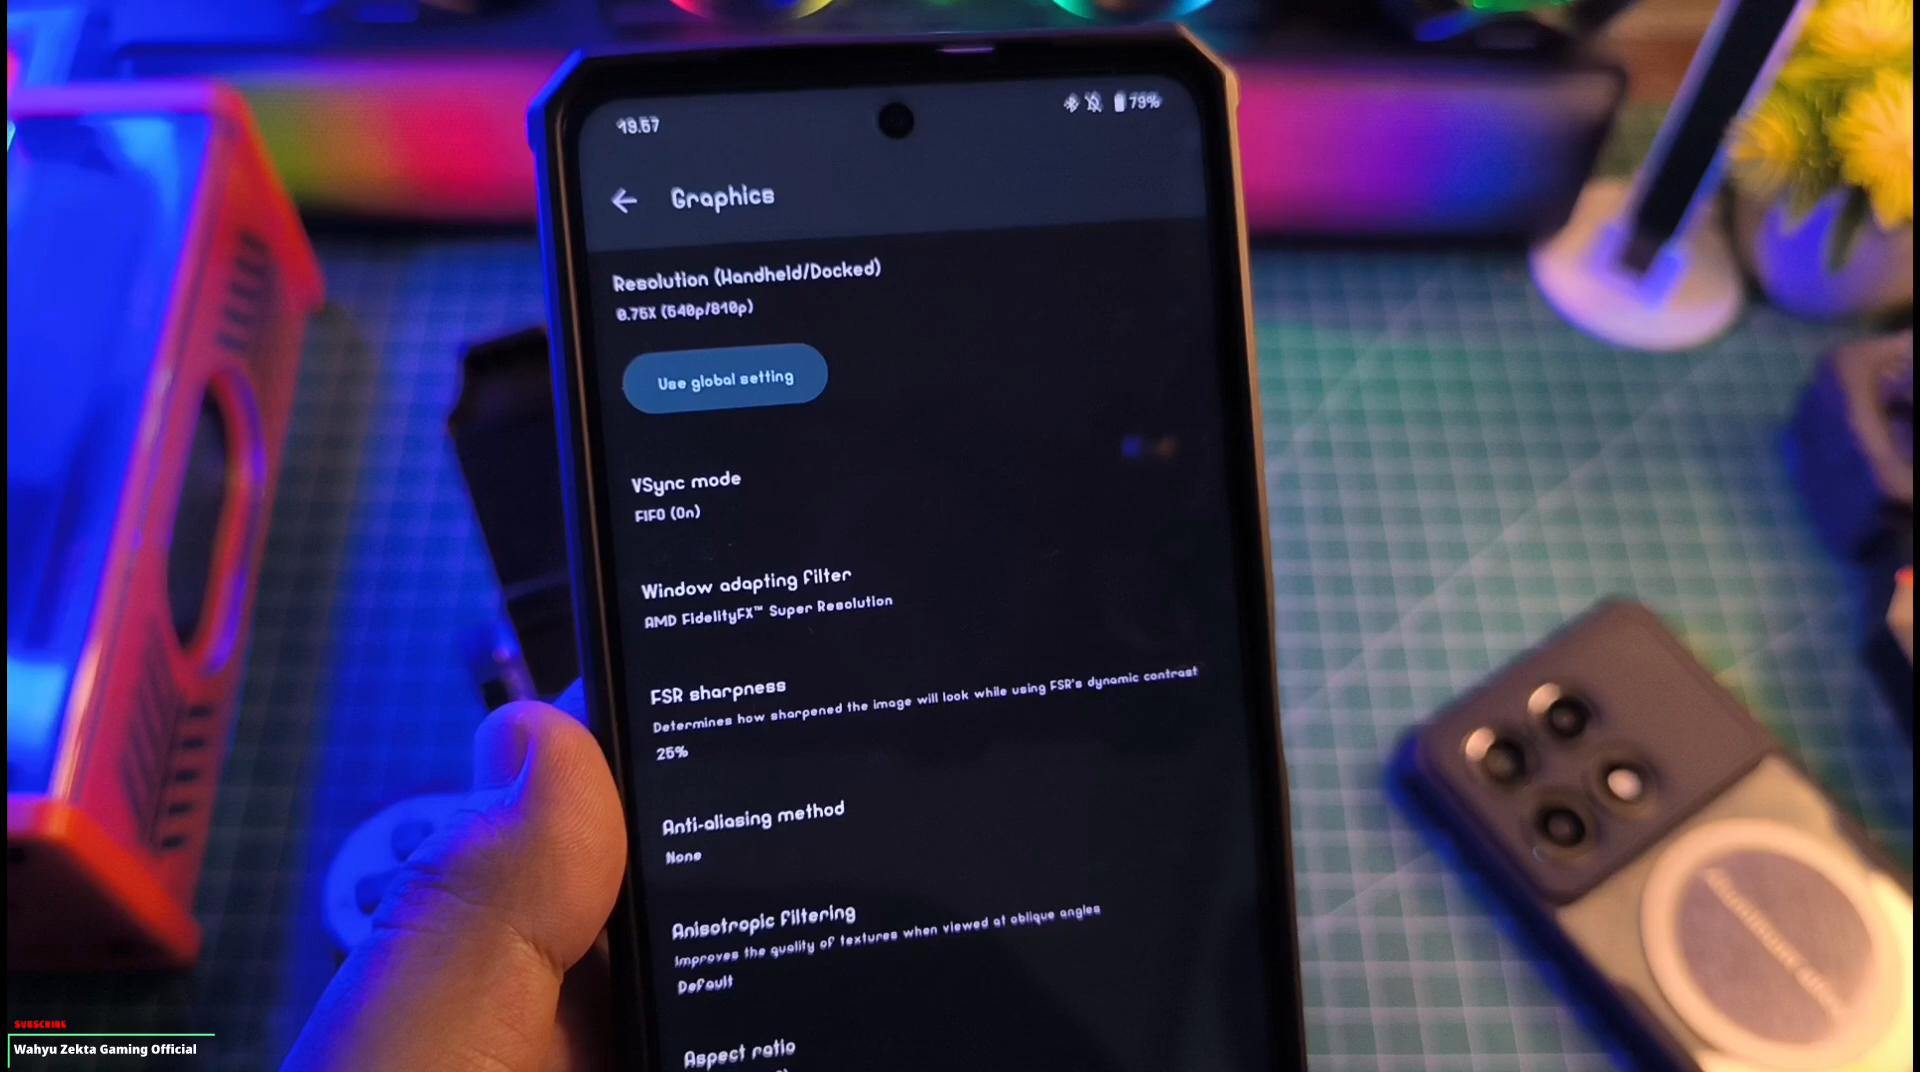 19.57
79%
Graphics
Resolution (Handheld/Docked)
0.75X (540p/810p)
Use global setting
VSync mode
FIFO (On)
Window adapting filter
AMD FidelityFX™ Super Resolution
FSR sharpness
Determines how sharpened the image will look while using FSR's dynamic contrast
25%
Anti-aliasing method
None
Anisotropic filtering
Improves the quality of textures when viewed at oblique angles
Default
Aspect ratio
SUBSCRIBE
Wahyu Zekta Gaming Official